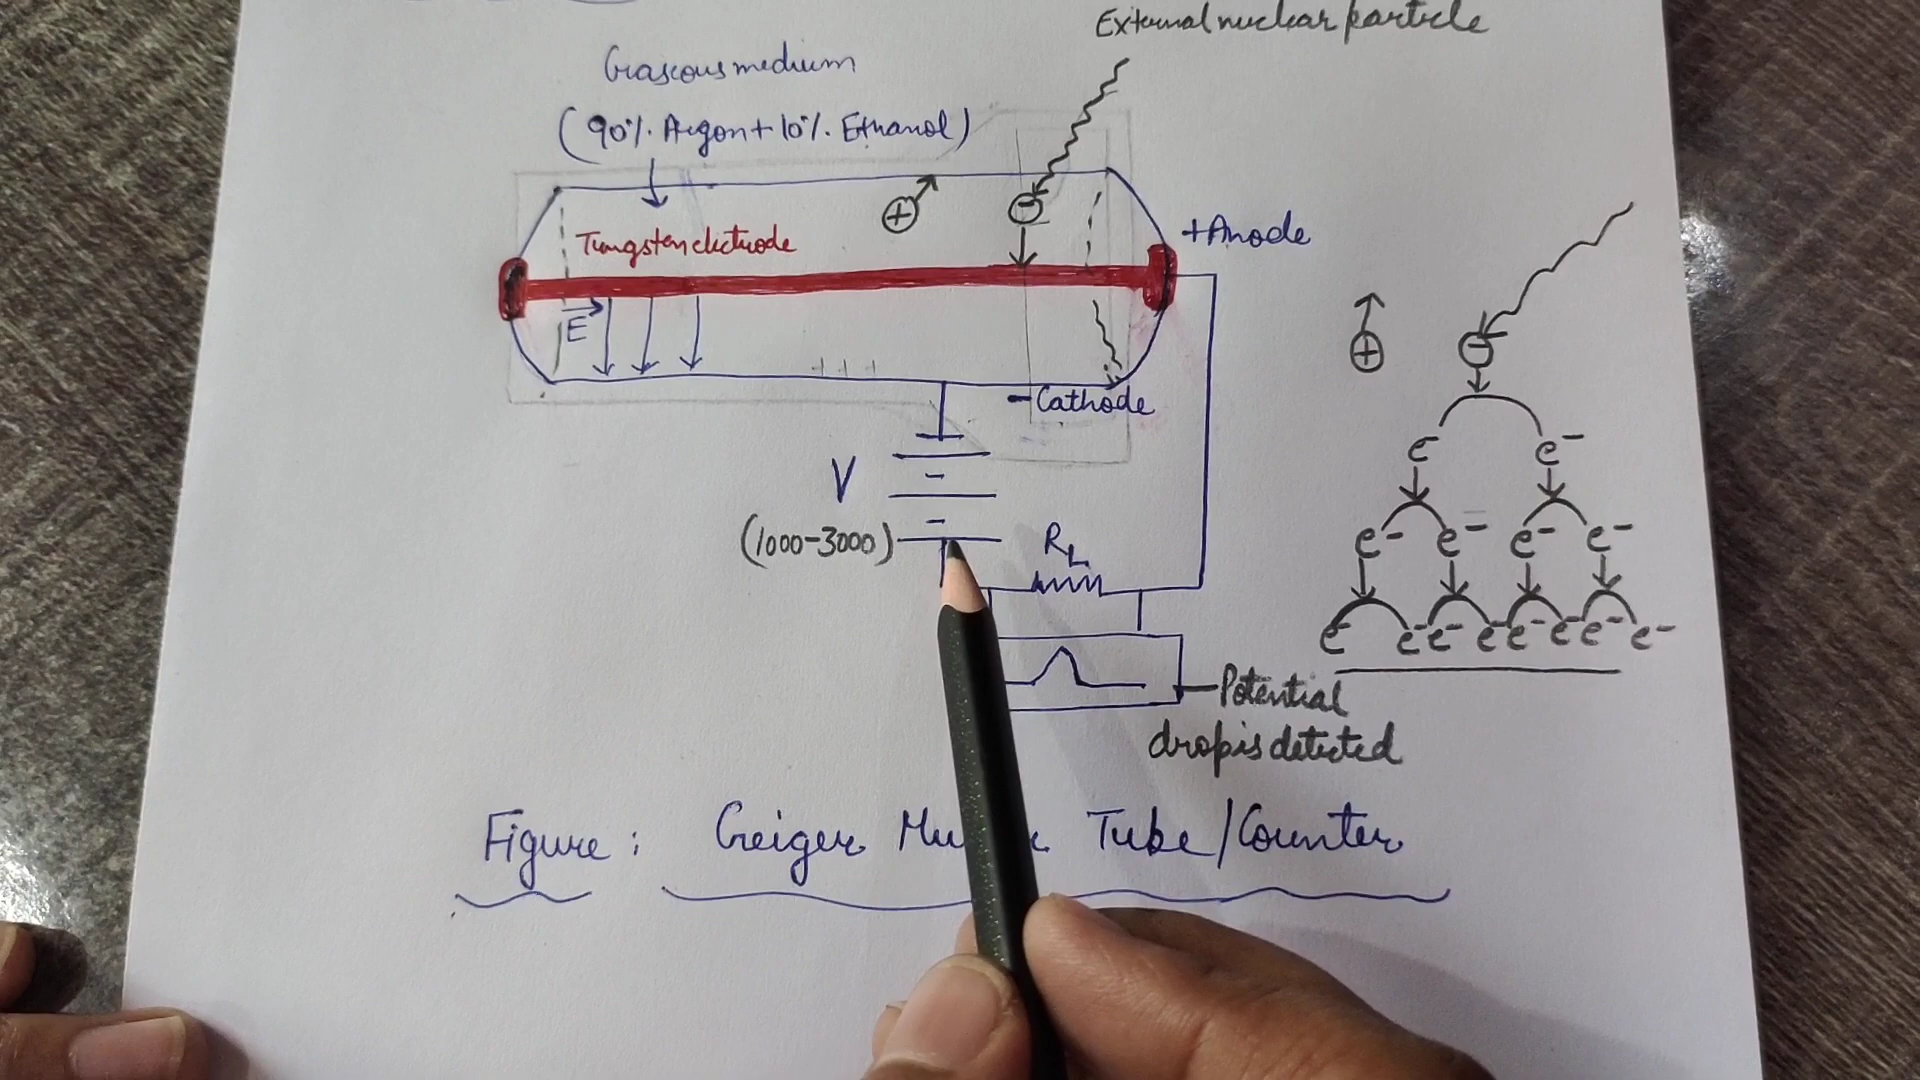 External nuclear particle
Gaseous medium
(90%. Argon + 10%. Ethanol)
Tungsten electrode
+ Anode
E
+ + +
- Cathode
V
(1000-3000)
RL
e- e-
e- e- e- e-
e- e- e- e- e- e- e- e-
Potential
drop is detected
Figure : Geiger Tube/Counter